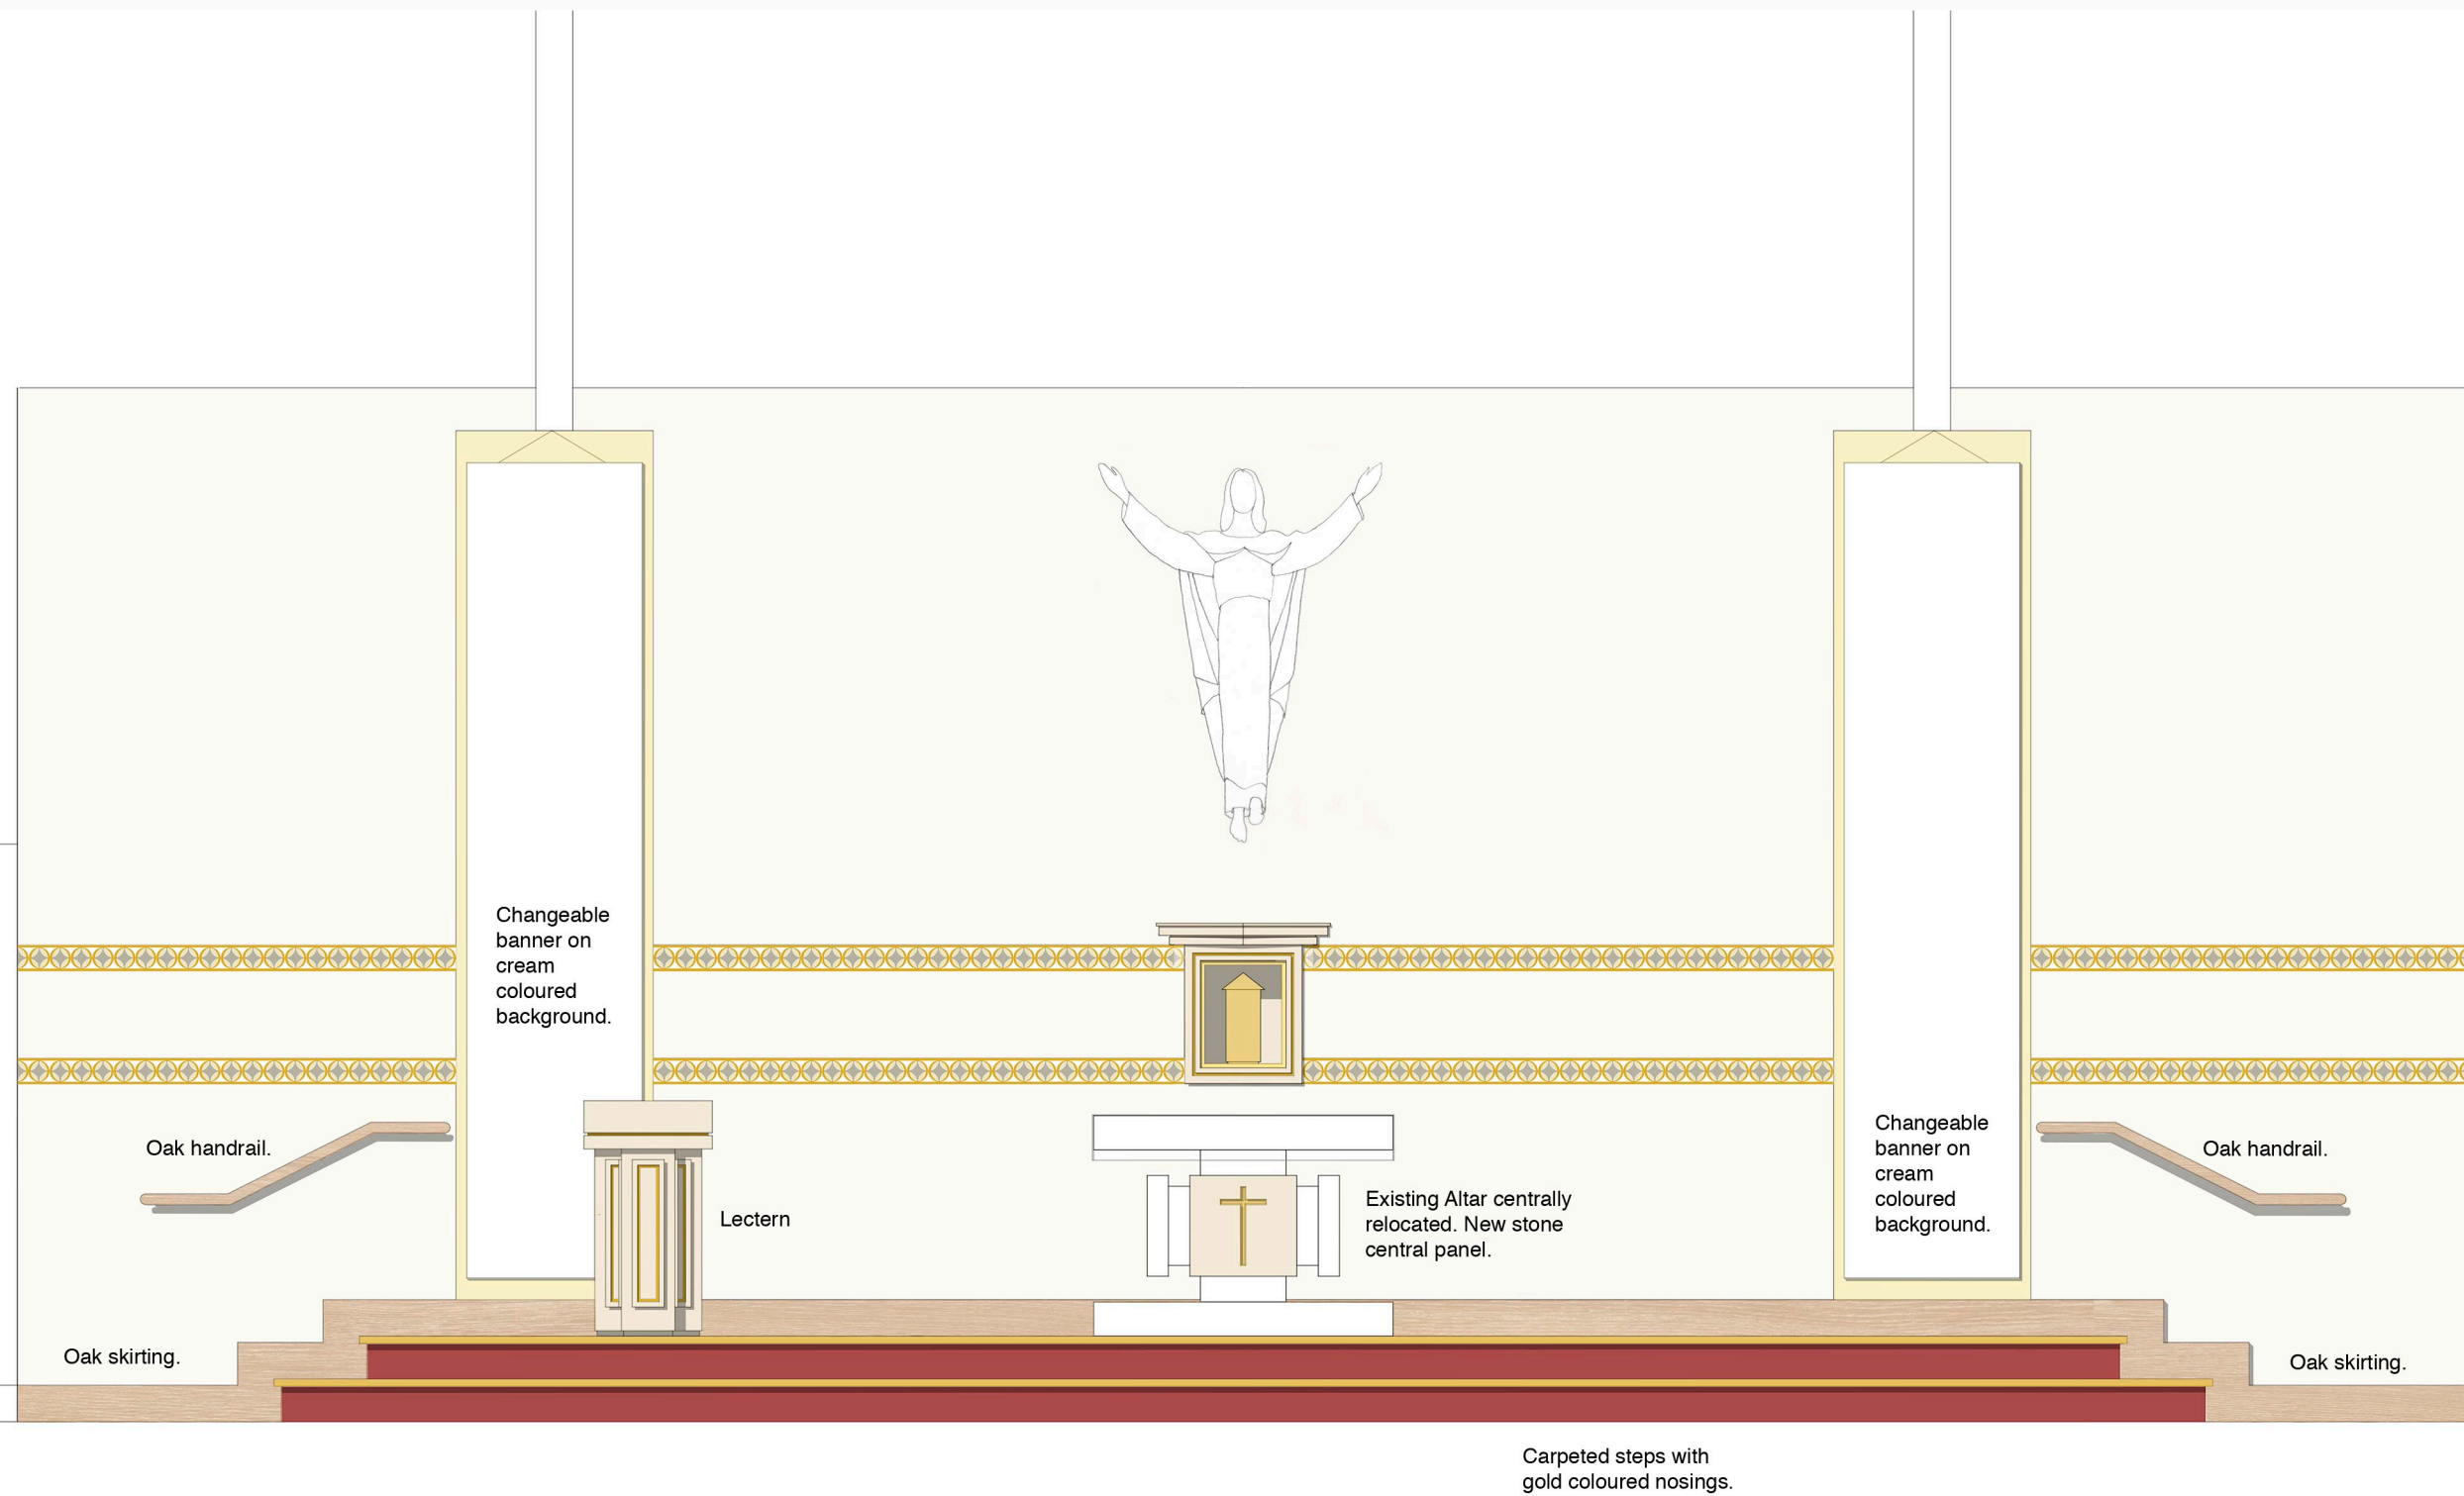 Changeable
banner on
cream
coloured
background.
Oak handrail.
Lectern
Oak skirting.
Existing Altar centrally
relocated. New stone
central panel.
Changeable
banner on
cream
coloured
background.
Oak handrail.
Oak skirting.
Carpeted steps with
gold coloured nosings.